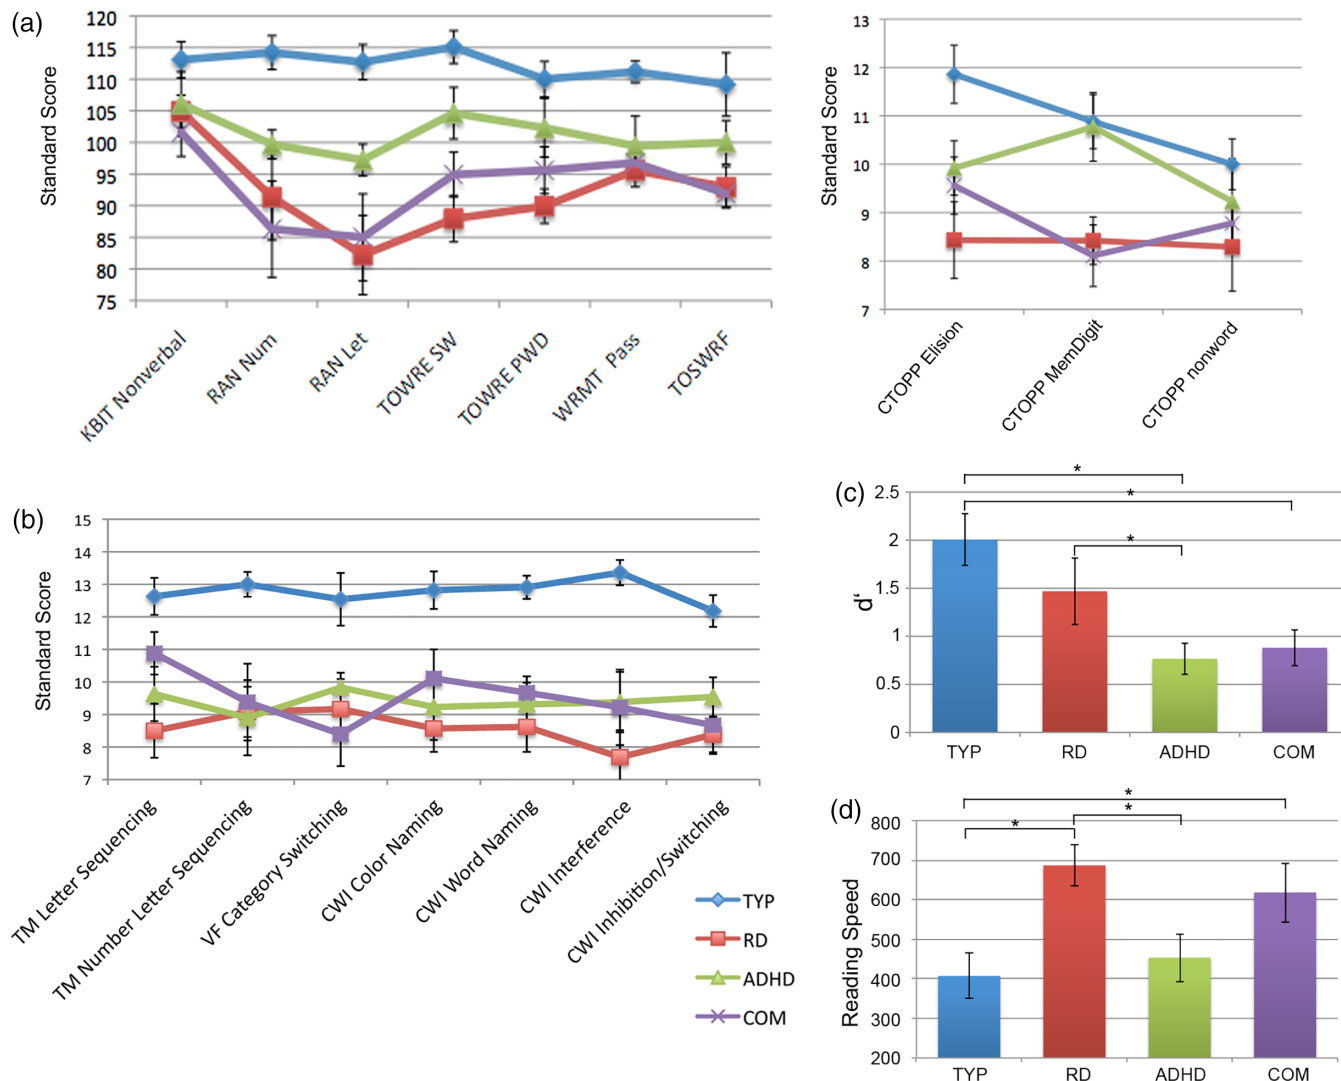 (a)
Standard Score
120
115
110
105
100
95
90
85
80
75
KBIT Nonverbal
RAN Num
RAN Let
TOWRE SW
TOWRE PWD
WRMT Pass
TOSWRF
Standard Score
13
12
11
10
9
8
7
CTOPP Elision
CTOPP MemDigit
CTOPP nonword
(b)
Standard Score
15
14
13
12
11
10
9
8
7
TM Letter Sequencing
TM Number Letter Sequencing
VF Category Switching
CWI Color Naming
CWI Word Naming
CWI Interference
CWI Inhibition/Switching
TYP
RD
ADHD
COM
(c)
d'
2.5
2
1.5
1
0.5
0
*
*
*
TYP
RD
ADHD
COM
(d)
Reading Speed
800
700
600
500
400
300
200
*
*
*
TYP
RD
ADHD
COM